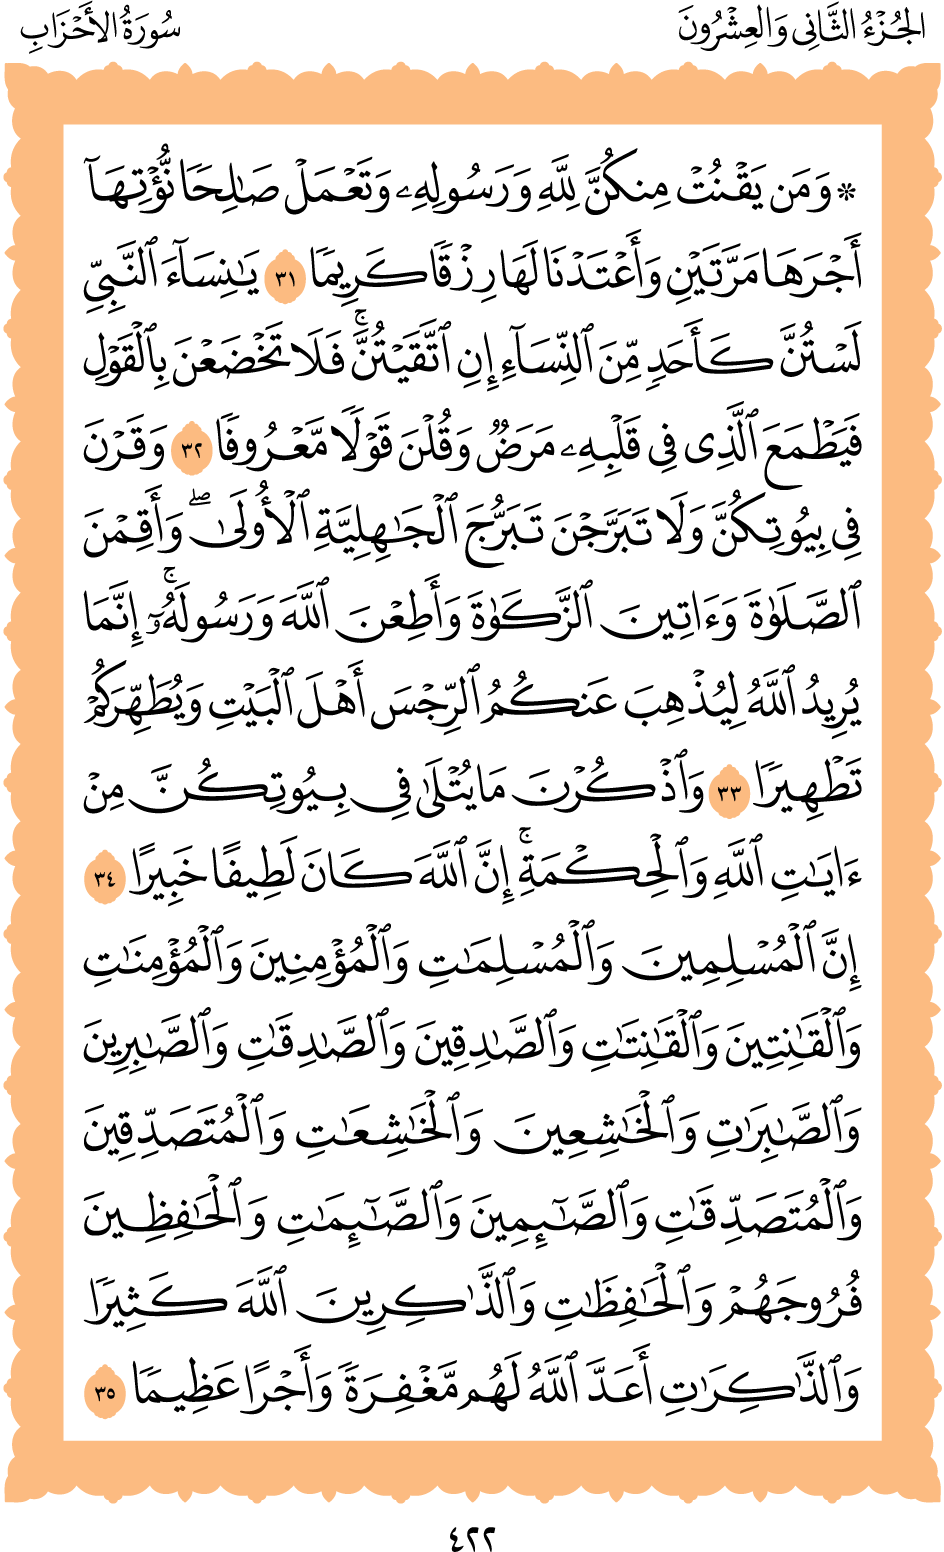 الجُزْءُ الثَّانِي وَالعِشْرُونَ
سُورَةُ الأَحْزَابِ
۞ وَمَن يَقْنُتْ مِنكُنَّ لِلَّهِ وَرَسُولِهِۦ وَتَعْمَلْ صَٰلِحًا نُّؤْتِهَآ
أَجْرَهَا مَرَّتَيْنِ وَأَعْتَدْنَا لَهَا رِزْقًا كَرِيمًا ٣١ يَٰنِسَآءَ ٱلنَّبِيِّ
لَسْتُنَّ كَأَحَدٍ مِّنَ ٱلنِّسَآءِ إِنِ ٱتَّقَيْتُنَّۚ فَلَا تَخْضَعْنَ بِٱلْقَوْلِ
فَيَطْمَعَ ٱلَّذِى فِى قَلْبِهِۦ مَرَضٌ وَقُلْنَ قَوْلًا مَّعْرُوفًا ٣٢ وَقَرْنَ
فِى بُيُوتِكُنَّ وَلَا تَبَرَّجْنَ تَبَرُّجَ ٱلْجَٰهِلِيَّةِ ٱلْأُولَىٰۖ وَأَقِمْنَ
ٱلصَّلَوٰةَ وَءَاتِينَ ٱلزَّكَوٰةَ وَأَطِعْنَ ٱللَّهَ وَرَسُولَهُۥٓۚ إِنَّمَا
يُرِيدُ ٱللَّهُ لِيُذْهِبَ عَنكُمُ ٱلرِّجْسَ أَهْلَ ٱلْبَيْتِ وَيُطَهِّرَكُمْ
تَطْهِيرًا ٣٣ وَٱذْكُرْنَ مَا يُتْلَىٰ فِى بُيُوتِكُنَّ مِنْ
ءَايَٰتِ ٱللَّهِ وَٱلْحِكْمَةِۚ إِنَّ ٱللَّهَ كَانَ لَطِيفًا خَبِيرًا ٣٤
إِنَّ ٱلْمُسْلِمِينَ وَٱلْمُسْلِمَٰتِ وَٱلْمُؤْمِنِينَ وَٱلْمُؤْمِنَٰتِ
وَٱلْقَٰنِتِينَ وَٱلْقَٰنِتَٰتِ وَٱلصَّٰدِقِينَ وَٱلصَّٰدِقَٰتِ وَٱلصَّٰبِرِينَ
وَٱلصَّٰبِرَٰتِ وَٱلْخَٰشِعِينَ وَٱلْخَٰشِعَٰتِ وَٱلْمُتَصَدِّقِينَ
وَٱلْمُتَصَدِّقَٰتِ وَٱلصَّٰٓئِمِينَ وَٱلصَّٰٓئِمَٰتِ وَٱلْحَٰفِظِينَ
فُرُوجَهُمْ وَٱلْحَٰفِظَٰتِ وَٱلذَّٰكِرِينَ ٱللَّهَ كَثِيرًا
وَٱلذَّٰكِرَٰتِ أَعَدَّ ٱللَّهُ لَهُم مَّغْفِرَةً وَأَجْرًا عَظِيمًا ٣٥
٤٢٢